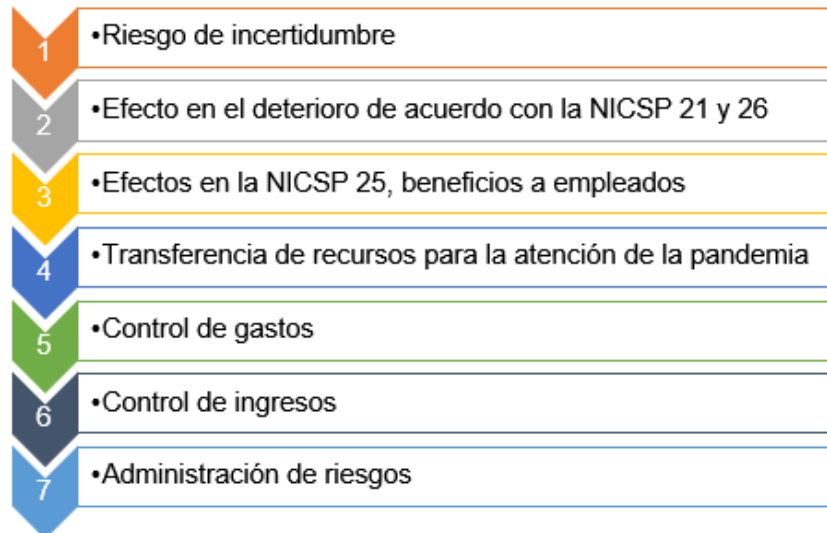 1 •Riesgo de incertidumbre
2 •Efecto en el deterioro de acuerdo con la NICSP 21 y 26
3 •Efectos en la NICSP 25, beneficios a empleados
4 •Transferencia de recursos para la atención de la pandemia
5 •Control de gastos
6 •Control de ingresos
7 •Administración de riesgos